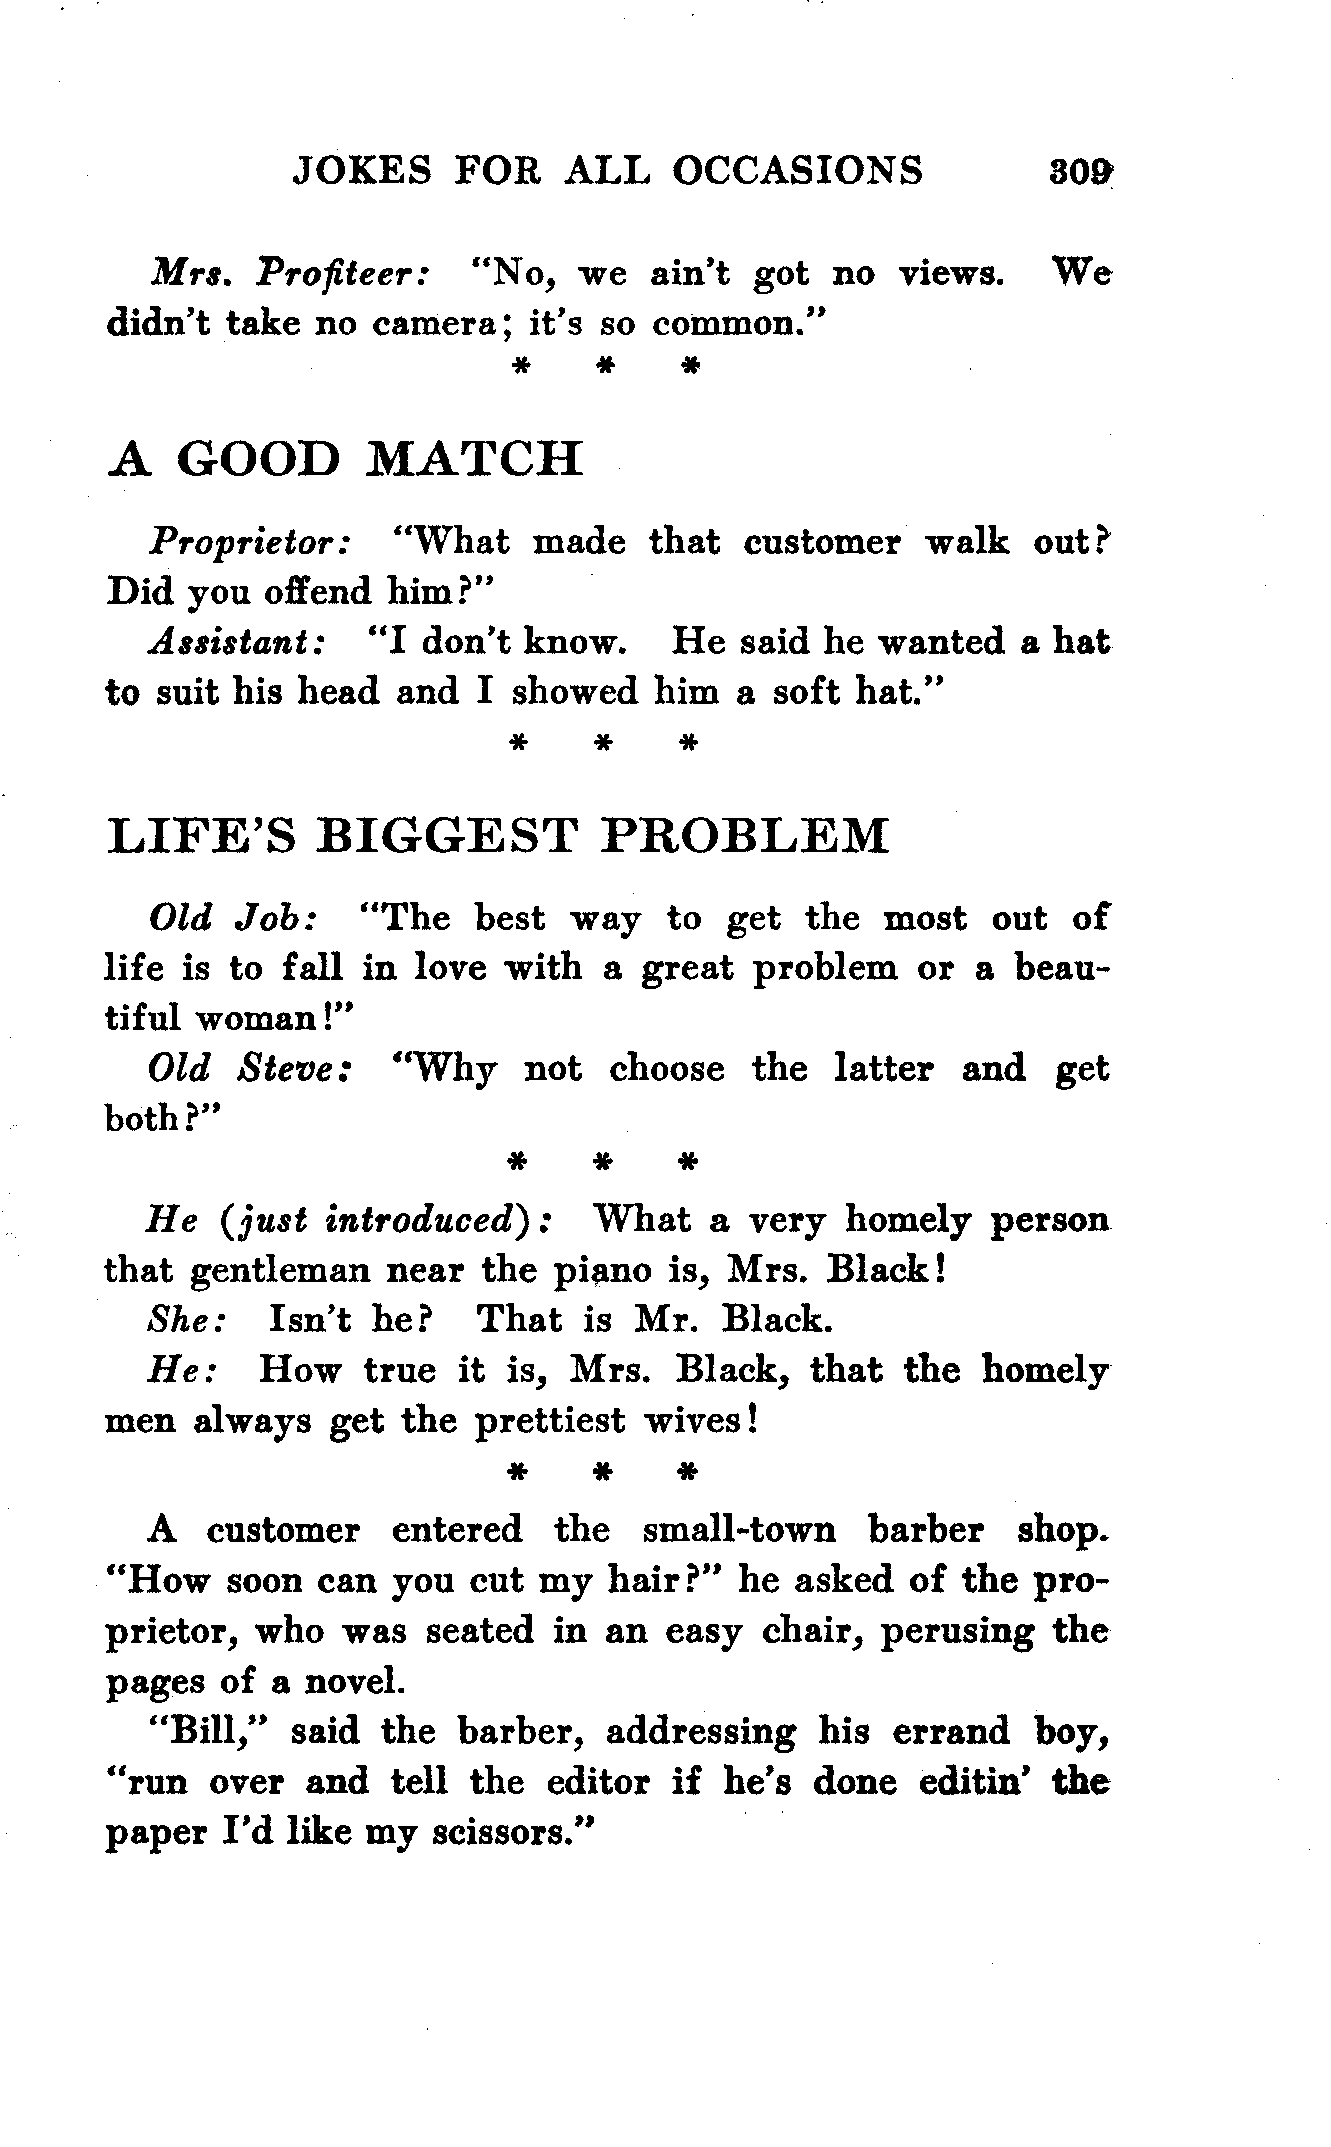 JOKES FOR ALL OCCASIONS 309
Mrs. Profiteer: "No, we ain't got no views. We
didn't take no camera; it's so common."
* * *
A GOOD MATCH
Proprietor: "What made that customer walk out?
Did you offend him?"
Assistant: "I don't know. He said he wanted a hat
to suit his head and I showed him a soft hat."
* * *
LIFE'S BIGGEST PROBLEM
Old Job: "The best way to get the most out of
life is to fall in love with a great problem or a beau-
tiful woman!"
Old Steve: "Why not choose the latter and get
both?"
* * *
He (just introduced): What a very homely person
that gentleman near the piano is, Mrs. Black!
She: Isn't he? That is Mr. Black.
He: How true it is, Mrs. Black, that the homely
men always get the prettiest wives!
* * *
A customer entered the small-town barber shop.
"How soon can you cut my hair?" he asked of the pro-
prietor, who was seated in an easy chair, perusing the
pages of a novel.
"Bill," said the barber, addressing his errand boy,
"run over and tell the editor if he's done editin' the
paper I'd like my scissors."